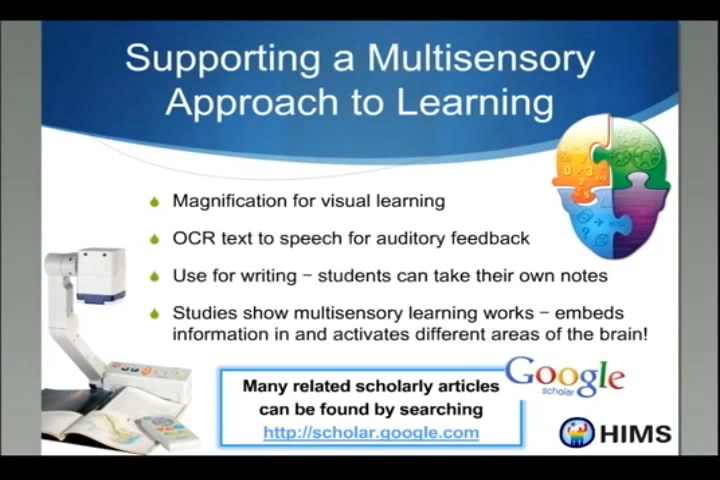 Supporting a Multisensory
Approach to Learning
Magnification for visual learning
OCR text to speech for auditory feedback
Use for writing – students can take their own notes
Studies show multisensory learning works – embeds
information in and activates different areas of the brain!
Many related scholarly articles
can be found by searching
http://scholar.google.com
Google
scholar
HIMS